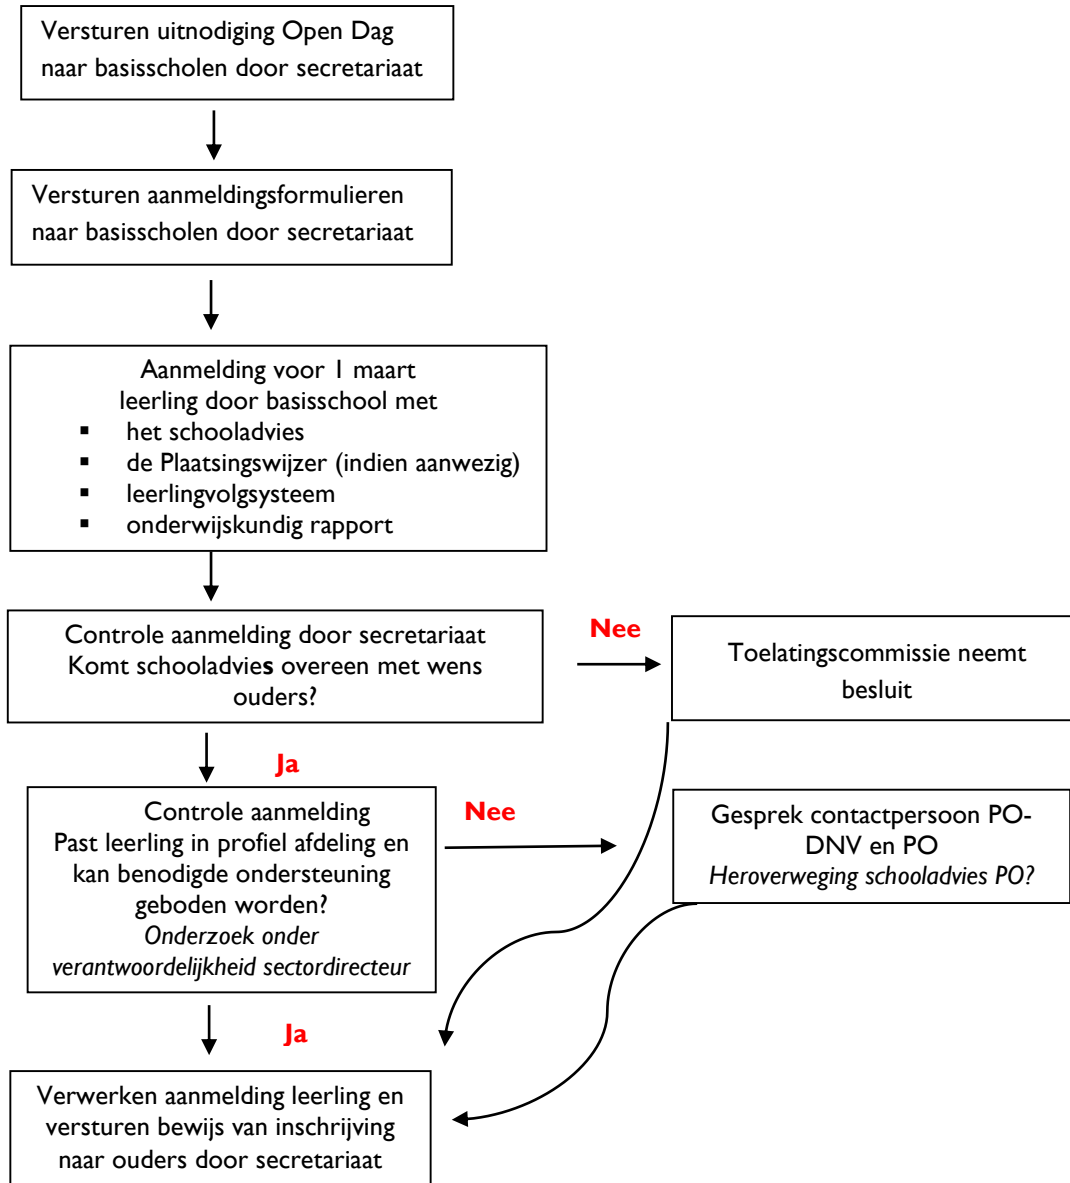 Versturen uitnodiging Open Dag
naar basisscholen door secretariaat
Versturen aanmeldingsformulieren
naar basisscholen door secretariaat
Aanmelding voor 1 maart
leerling door basisschool met
▪ het schooladvies
▪ de Plaatsingswijzer (indien aanwezig)
▪ leerlingvolgsysteem
▪ onderwijskundig rapport
Controle aanmelding door secretariaat
Komt schooladvies overeen met wens
ouders?
Nee
Toelatingscommissie neemt
besluit
Ja
Controle aanmelding
Past leerling in profiel afdeling en
kan benodigde ondersteuning
geboden worden?
Onderzoek onder
verantwoordelijkheid sectordirecteur
Nee
Gesprek contactpersoon PO-
DNV en PO
Heroverweging schooladvies PO?
Ja
Verwerken aanmelding leerling en
versturen bewijs van inschrijving
naar ouders door secretariaat